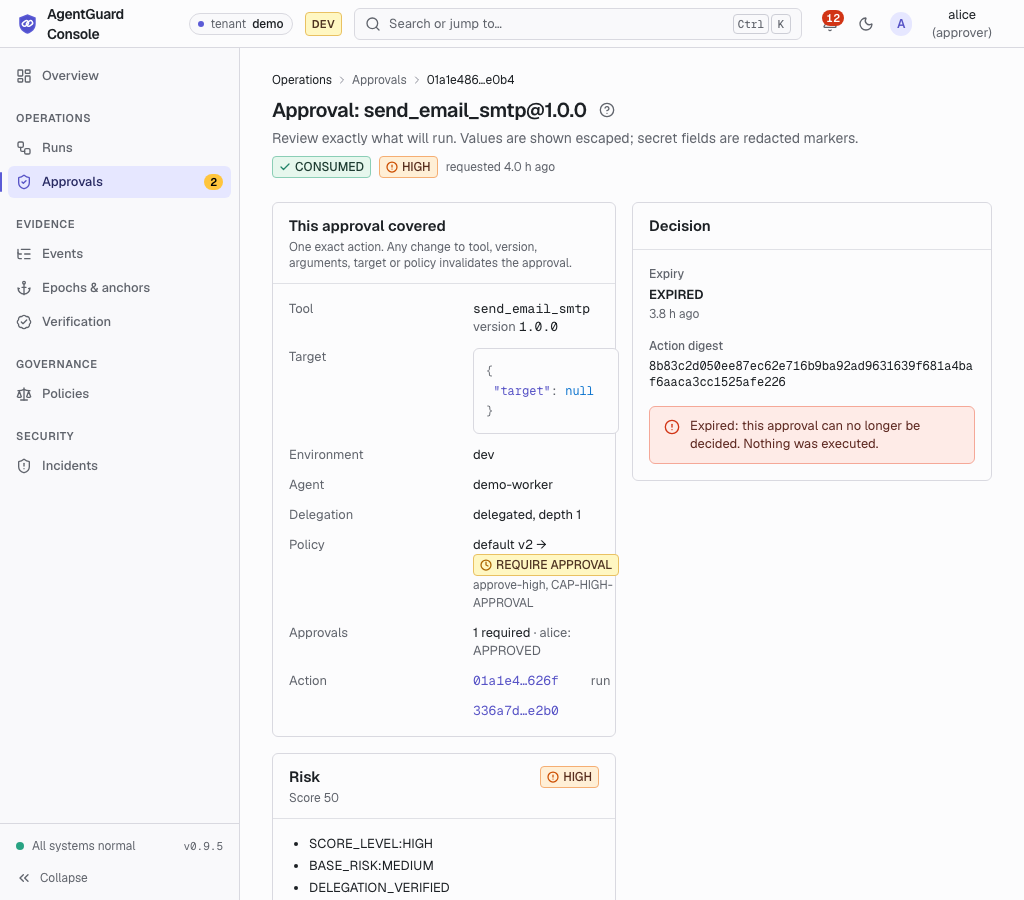 AgentGuard
Console
tenant demo
DEV
Search or jump to…
Ctrl K
12
A
alice
(approver)
Overview
OPERATIONS
Runs
Approvals
2
EVIDENCE
Events
Epochs & anchors
Verification
GOVERNANCE
Policies
SECURITY
Incidents
All systems normal
v0.9.5
Collapse
Operations > Approvals > 01a1e486…e0b4
Approval: send_email_smtp@1.0.0
Review exactly what will run. Values are shown escaped; secret fields are redacted markers.
CONSUMED HIGH requested 4.0 h ago
This approval covered
One exact action. Any change to tool, version,
arguments, target or policy invalidates the approval.
Tool
send_email_smtp
version 1.0.0
Target
{
"target": null
}
Environment
dev
Agent
demo-worker
Delegation
delegated, depth 1
Policy
default v2 →
REQUIRE APPROVAL
approve-high, CAP-HIGH-
APPROVAL
Approvals
1 required · alice:
APPROVED
Action
01a1e4…626f run
336a7d…e2b0
Risk
HIGH
Score 50
• SCORE_LEVEL:HIGH
• BASE_RISK:MEDIUM
• DELEGATION_VERIFIED
Decision
Expiry
EXPIRED
3.8 h ago
Action digest
8b83c2d050ee87ec62e716b9ba92ad9631639f681a4ba
f6aaca3cc1525afe226
Expired: this approval can no longer be
decided. Nothing was executed.